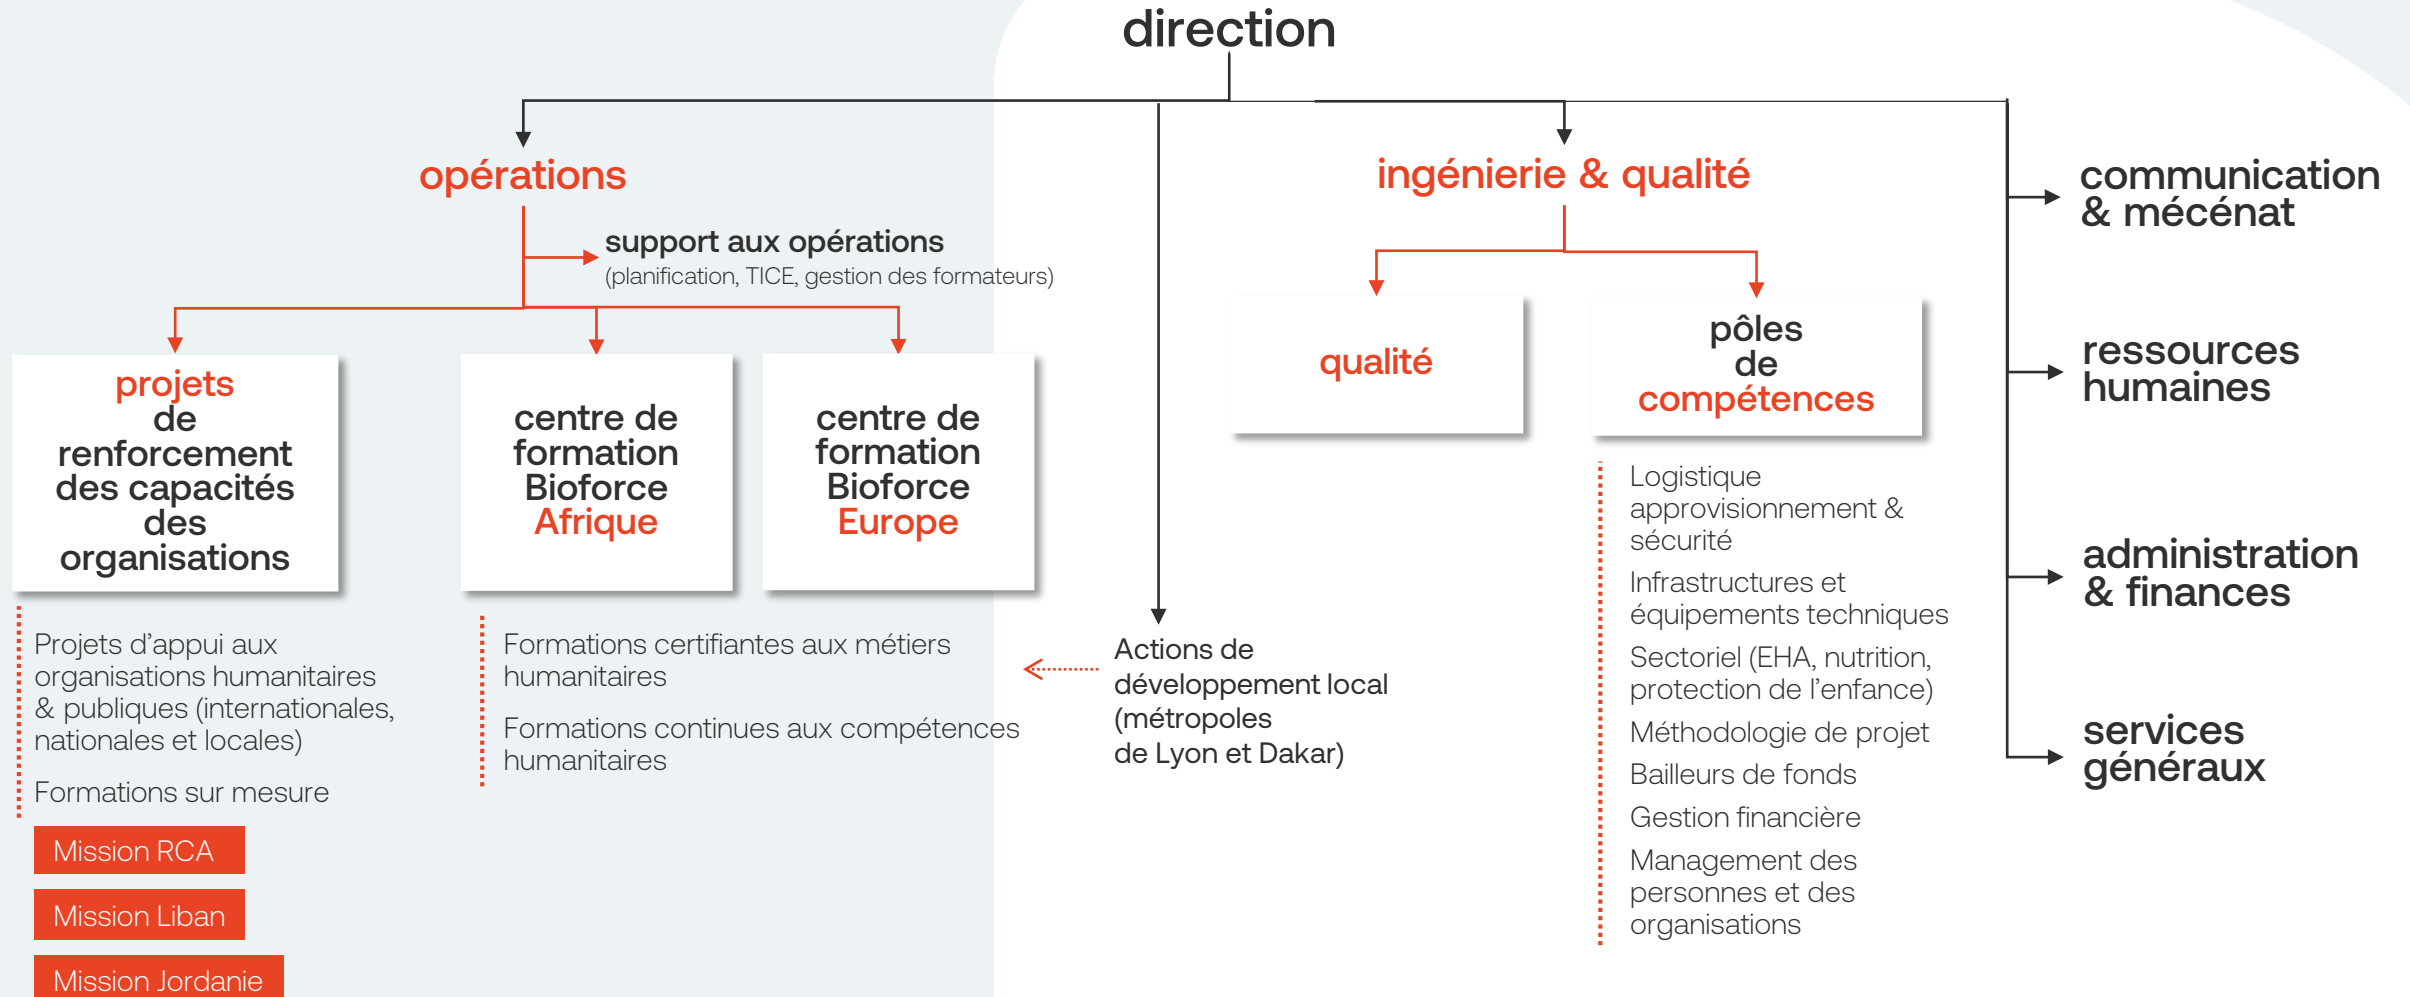 direction
opérations
support aux opérations
(planification, TICE, gestion des formateurs)
projets
de
renforcement
des capacités
des
organisations
Projets d'appui aux
organisations humanitaires
& publiques (internationales,
nationales et locales)
Formations sur mesure
Mission RCA
Mission Liban
Mission Jordanie
centre de
formation
Bioforce
Afrique
centre de
formation
Bioforce
Europe
Formations certifiantes aux métiers
humanitaires
Formations continues aux compétences
humanitaires
Actions de
développement local
(métropoles
de Lyon et Dakar)
ingénierie & qualité
qualité
pôles
de
compétences
Logistique
approvisionnement &
sécurité
Infrastructures et
équipements techniques
Sectoriel (EHA, nutrition,
protection de l'enfance)
Méthodologie de projet
Bailleurs de fonds
Gestion financière
Management des
personnes et des
organisations
communication
& mécénat
ressources
humaines
administration
& finances
services
généraux